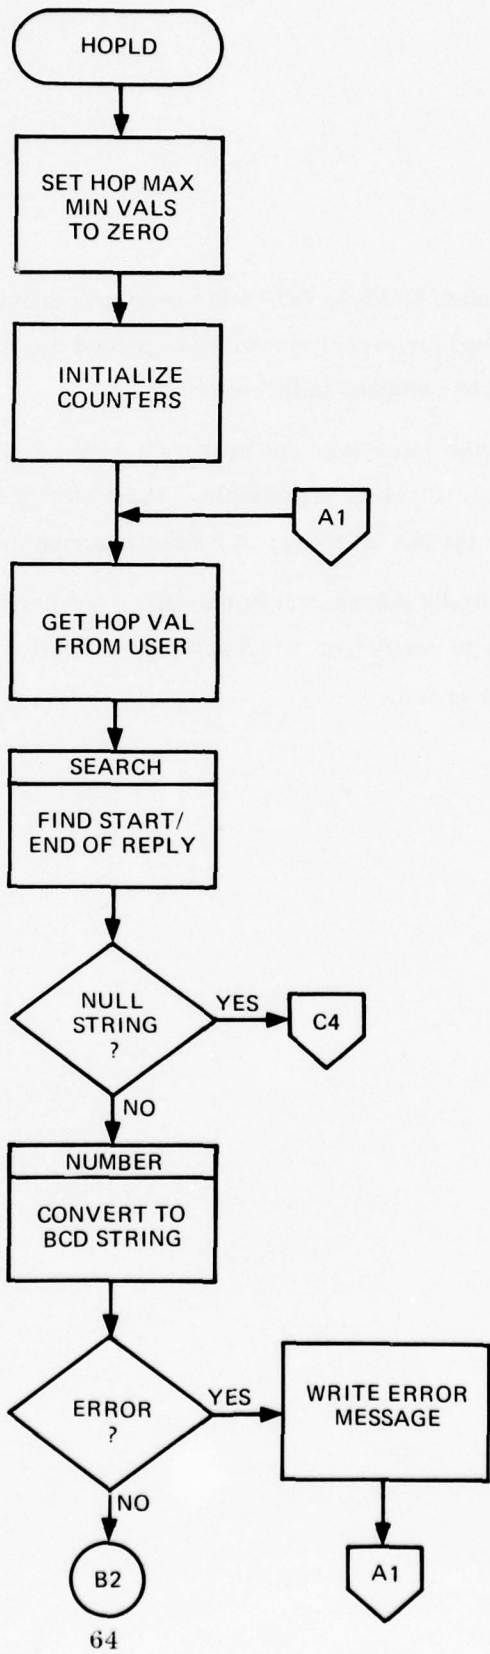 HOPLD
SET HOP MAX
MIN VALS
TO ZERO
INITIALIZE
COUNTERS
A1
GET HOP VAL
FROM USER
SEARCH
FIND START/
END OF REPLY
NULL
STRING
?
YES
C4
NO
NUMBER
CONVERT TO
BCD STRING
ERROR
?
YES
WRITE ERROR
MESSAGE
NO
B2
A1
64